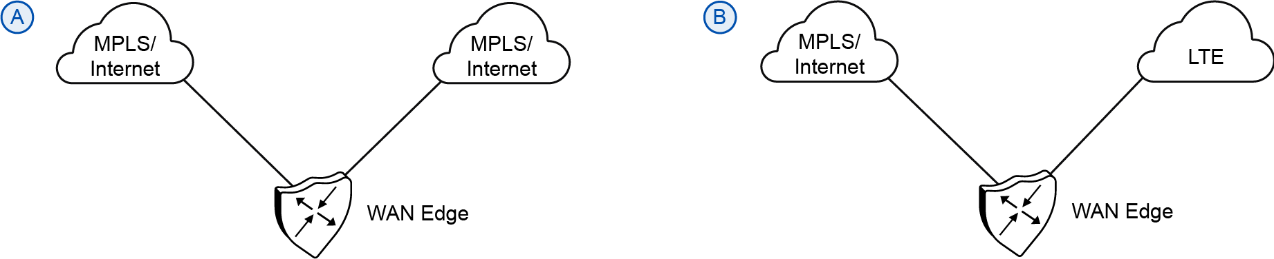 A
MPLS/
Internet
MPLS/
Internet
WAN Edge
B
MPLS/
Internet
LTE
WAN Edge